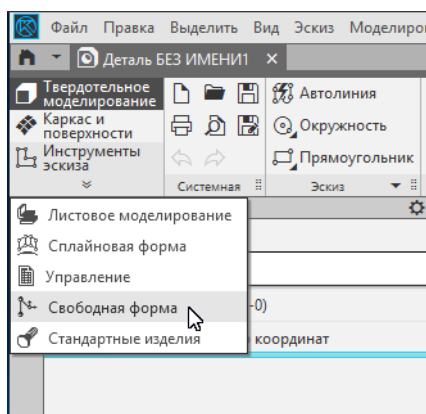 Файл Правка Выделить Вид Эскиз Моделиро
Деталь БЕЗ ИМЕНИ1
Твердотельное
моделирование
Каркас и
поверхности
Инструменты
эскиза
Автолиния
Окружность
Прямоугольник
Системная
Эскиз
Листовое моделирование
Сплайновая форма
Управление
Свободная форма
-0)
Стандартные изделия
координат